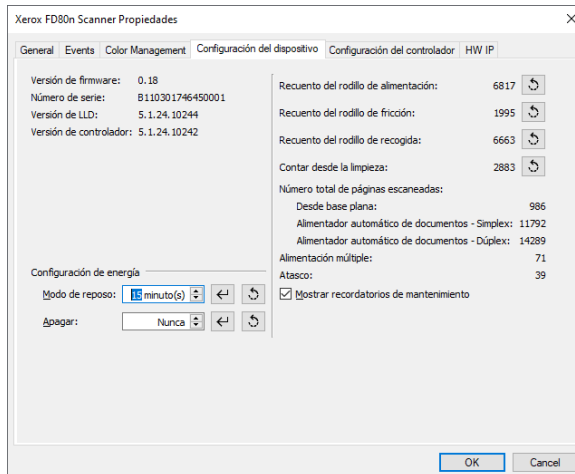 Xerox FD80n Scanner Propiedades
General Events Color Management Configuración del dispositivo Configuración del controlador HW IP
Versión de firmware: 0.18
Número de serie: B110301746450001
Versión de LLD: 5.1.24.10244
Versión de controlador: 5.1.24.10242
Configuración de energía
Modo de reposo: 15 minuto(s)
Apagar: Nunca
Recuento del rodillo de alimentación: 6817
Recuento del rodillo de fricción: 1995
Recuento del rodillo de recogida: 6663
Contar desde la limpieza: 2883
Número total de páginas escaneadas:
Desde base plana: 986
Alimentador automático de documentos - Simplex: 11792
Alimentador automático de documentos - Dúplex: 14289
Alimentación múltiple: 71
Atasco: 39
Mostrar recordatorios de mantenimiento
OK Cancel